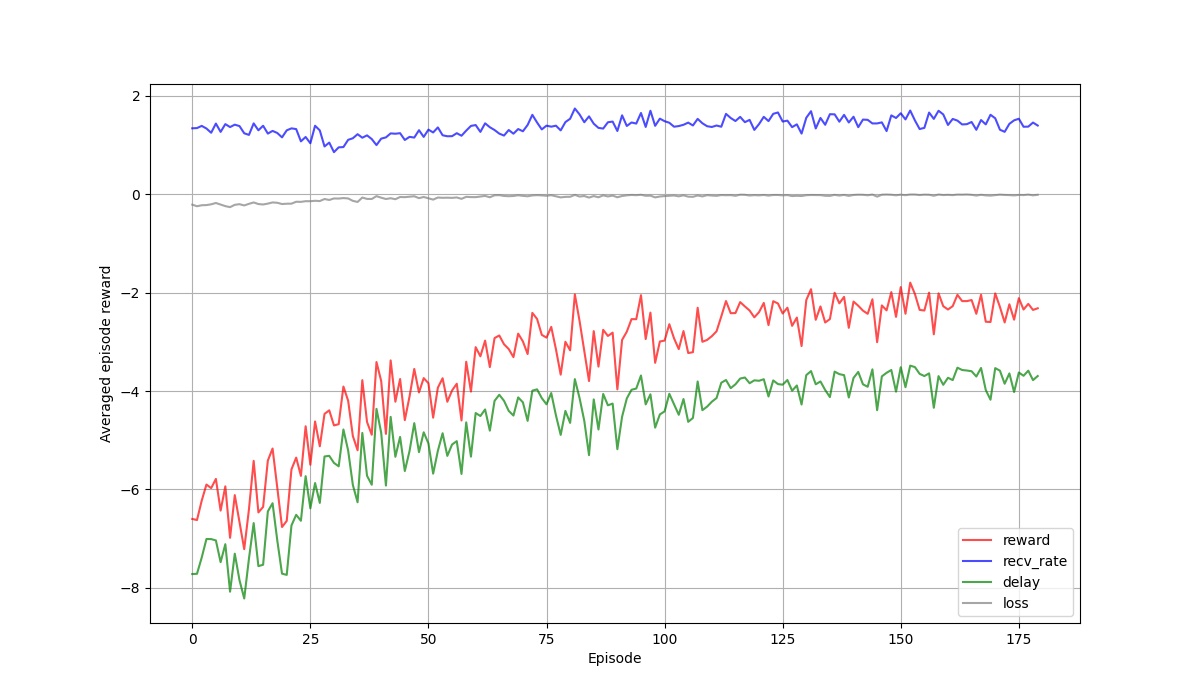 Averaged episode reward
2
0
−2
−4
−6
−8
reward
recv_rate
delay
loss
0 25 50 75 100 125 150 175
Episode